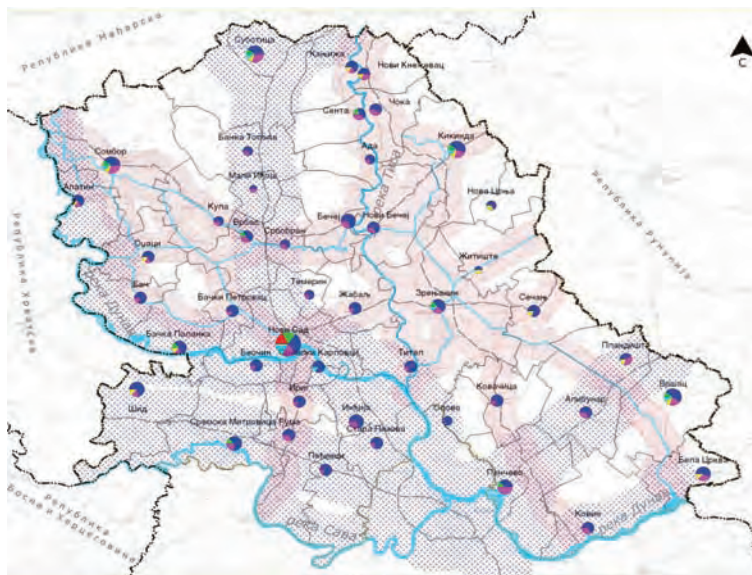 Република Мађарска
Суботица
Кањижа
Нови Кнежевац
С
Чока
Сента
Бачка Топола
Ада
Кикинда
Сомбор
Мали Иђош
река Тиса
Нова Црња
Апатин
Кула
Врбас
Србобран
Бечеј
Нови Бечеј
Република Румунија
Оџаци
Житиште
Република Хрватска
река Дунав
Бач
Темерин
Бачки Петровац
Жабаљ
Зрењанин
Сечањ
Нови Сад
Бачка Паланка
Беочин
Карловци
Тител
Пландиште
Шид
Ириг
Ковачица
Алибунар
Вршац
Инђија
Опово
Сремска Митровица
Рума
Стара Пазова
Пећинци
Панчево
Бела Црква
река Сава
Ковин
река Дунав
Република
Босна и Херцеговина